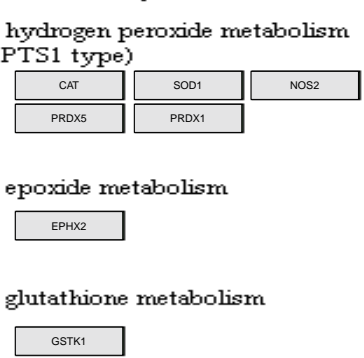 hydrogen peroxide metabolism
PTS1 type)
CAT SOD1 NOS2
PRDX5 PRDX1
epoxide metabolism
EPHX2
glutathione metabolism
GSTK1